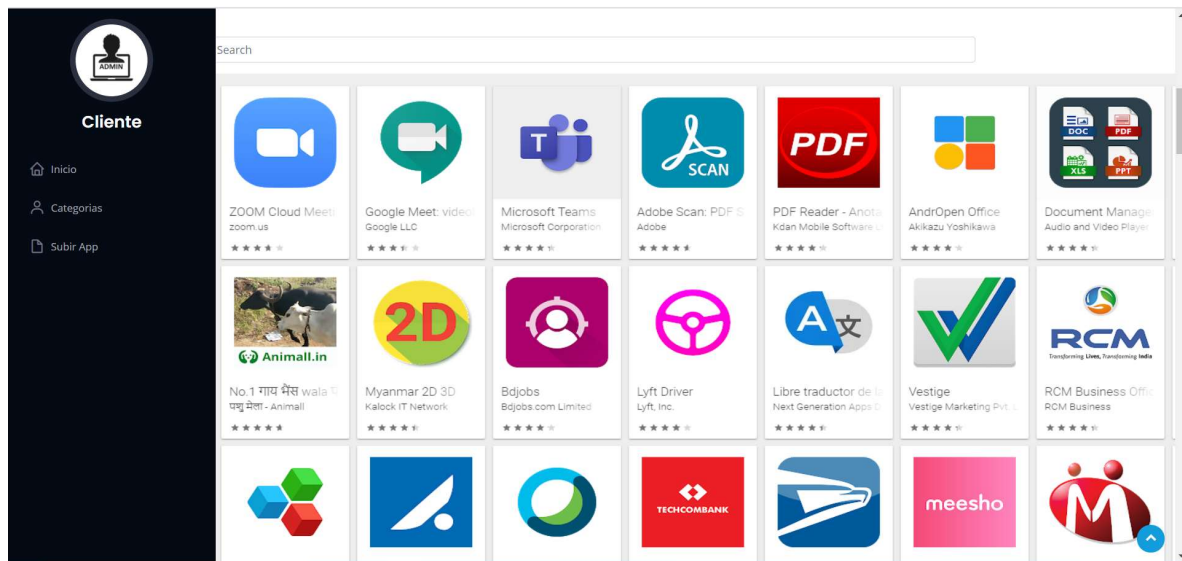 ADMIN
Cliente
Inicio
Categorias
Subir App
Search
SCAN
PDF
DOC PDF
XLS PPT
ZOOM Cloud Meeti
zoom.us
Google Meet: video
Google LLC
T
Microsoft Teams
Microsoft Corporation
Adobe Scan: PDF S
Adobe
PDF Reader - Anota
Kdan Mobile Software L
AndrOpen Office
Akikazu Yoshikawa
Document Manage
Audio and Video Player
Animall.in
No.1 गाय भैंस wala
पशु मेला - Animall
2D
Myanmar 2D 3D
Kalock IT Network
Bdjobs
Bdjobs.com Limited
Lyft Driver
Lyft, Inc.
A 文
Libre traductor de l
Next Generation Apps D
Vestige
Vestige Marketing Pvt. L
RCM
Transforming Lives, Transforming India
RCM Business Offic
RCM Business
TECHCOMBANK
meesho
M